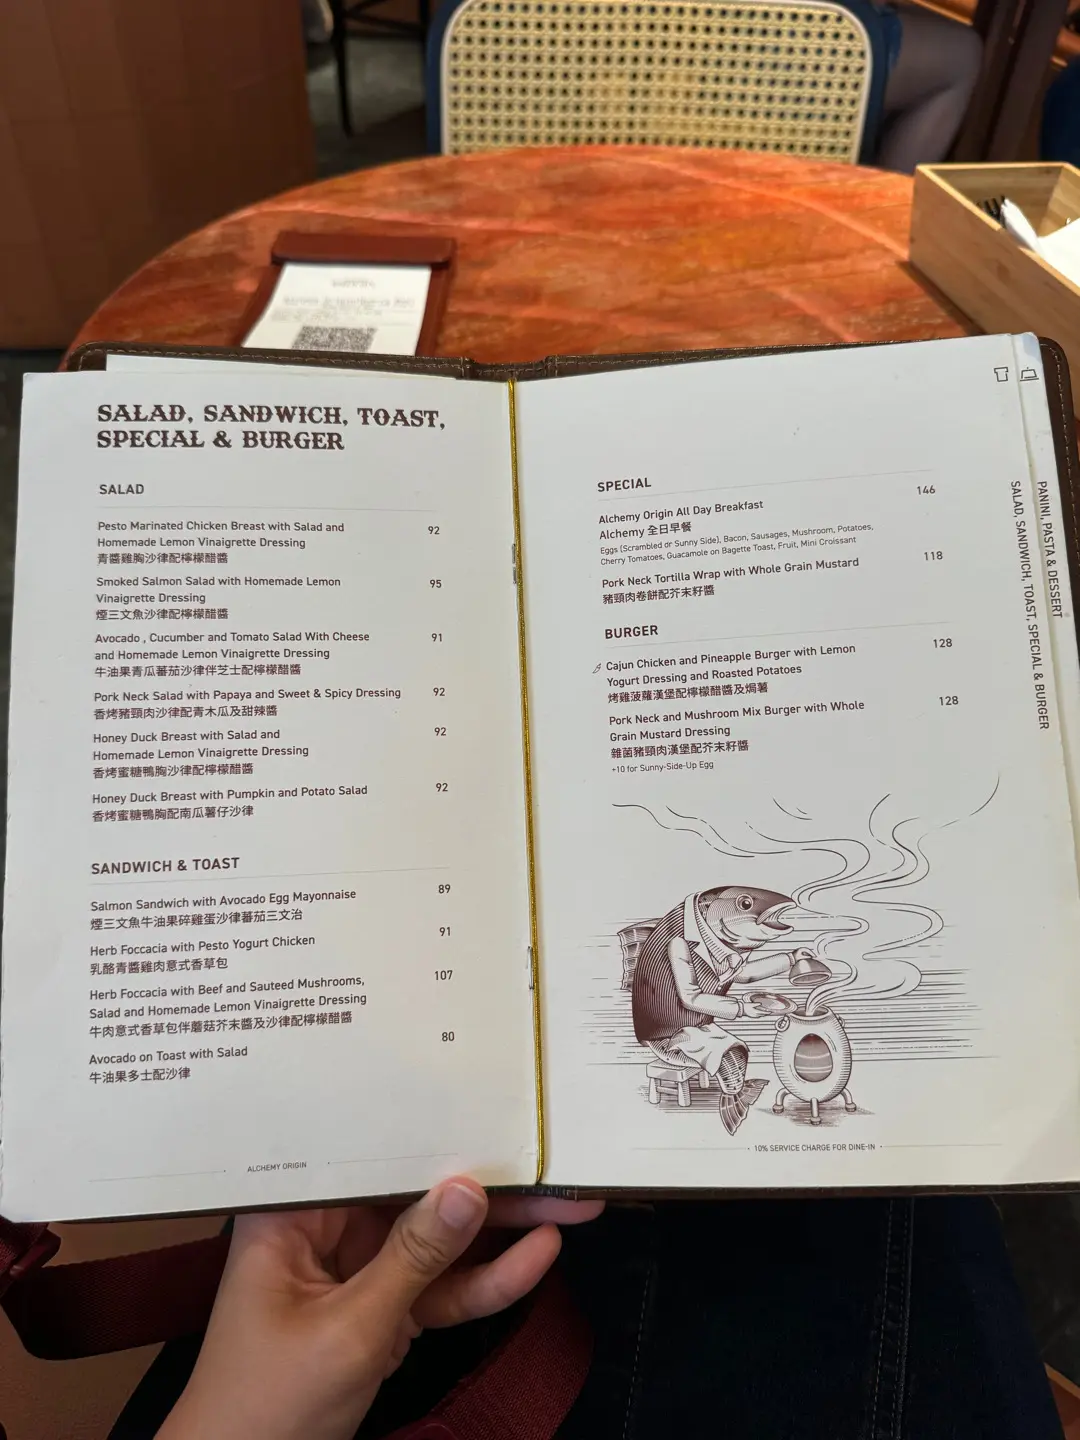 SALAD, SANDWICH, TOAST,
SPECIAL & BURGER
SALAD
Pesto Marinated Chicken Breast with Salad and 92
Homemade Lemon Vinaigrette Dressing
青醬雞胸沙律配檸檬醋醬
Smoked Salmon Salad with Homemade Lemon 95
Vinaigrette Dressing
煙三文魚沙律配檸檬醋醬
Avocado , Cucumber and Tomato Salad With Cheese 91
and Homemade Lemon Vinaigrette Dressing
牛油果青瓜蕃茄沙律伴芝士配檸檬醋醬
Pork Neck Salad with Papaya and Sweet & Spicy Dressing 92
香烤豬頸肉沙律配青木瓜及甜辣醬
Honey Duck Breast with Salad and 92
Homemade Lemon Vinaigrette Dressing
香烤蜜糖鴨胸沙律配檸檬醋醬
Honey Duck Breast with Pumpkin and Potato Salad 92
香烤蜜糖鴨胸配南瓜薯仔沙律
SANDWICH & TOAST
Salmon Sandwich with Avocado Egg Mayonnaise 89
煙三文魚牛油果碎雞蛋沙律蕃茄三文治
Herb Foccacia with Pesto Yogurt Chicken 91
乳酪青醬雞肉意式香草包
Herb Foccacia with Beef and Sauteed Mushrooms, 107
Salad and Homemade Lemon Vinaigrette Dressing
牛肉意式香草包伴蘑菇芥末醬及沙律配檸檬醋醬
Avocado on Toast with Salad 80
牛油果多士配沙律
ALCHEMY ORIGIN
SPECIAL
Alchemy Origin All Day Breakfast 146
Alchemy 全日早餐
Eggs (Scrambled or Sunny Side), Bacon, Sausages, Mushroom, Potatoes,
Cherry Tomatoes, Guacamole on Bagette Toast, Fruit, Mini Croissant
Pork Neck Tortilla Wrap with Whole Grain Mustard 118
豬頸肉卷餅配芥末籽醬
BURGER
Cajun Chicken and Pineapple Burger with Lemon 128
Yogurt Dressing and Roasted Potatoes
烤雞菠蘿漢堡配檸檬醋醬及焗薯
Pork Neck and Mushroom Mix Burger with Whole 128
Grain Mustard Dressing
雜菌豬頸肉漢堡配芥末籽醬
+10 for Sunny-Side-Up Egg
10% SERVICE CHARGE FOR DINE-IN
SALAD, SANDWICH, TOAST, SPECIAL & BURGER
PANINI, PASTA & DESSERT